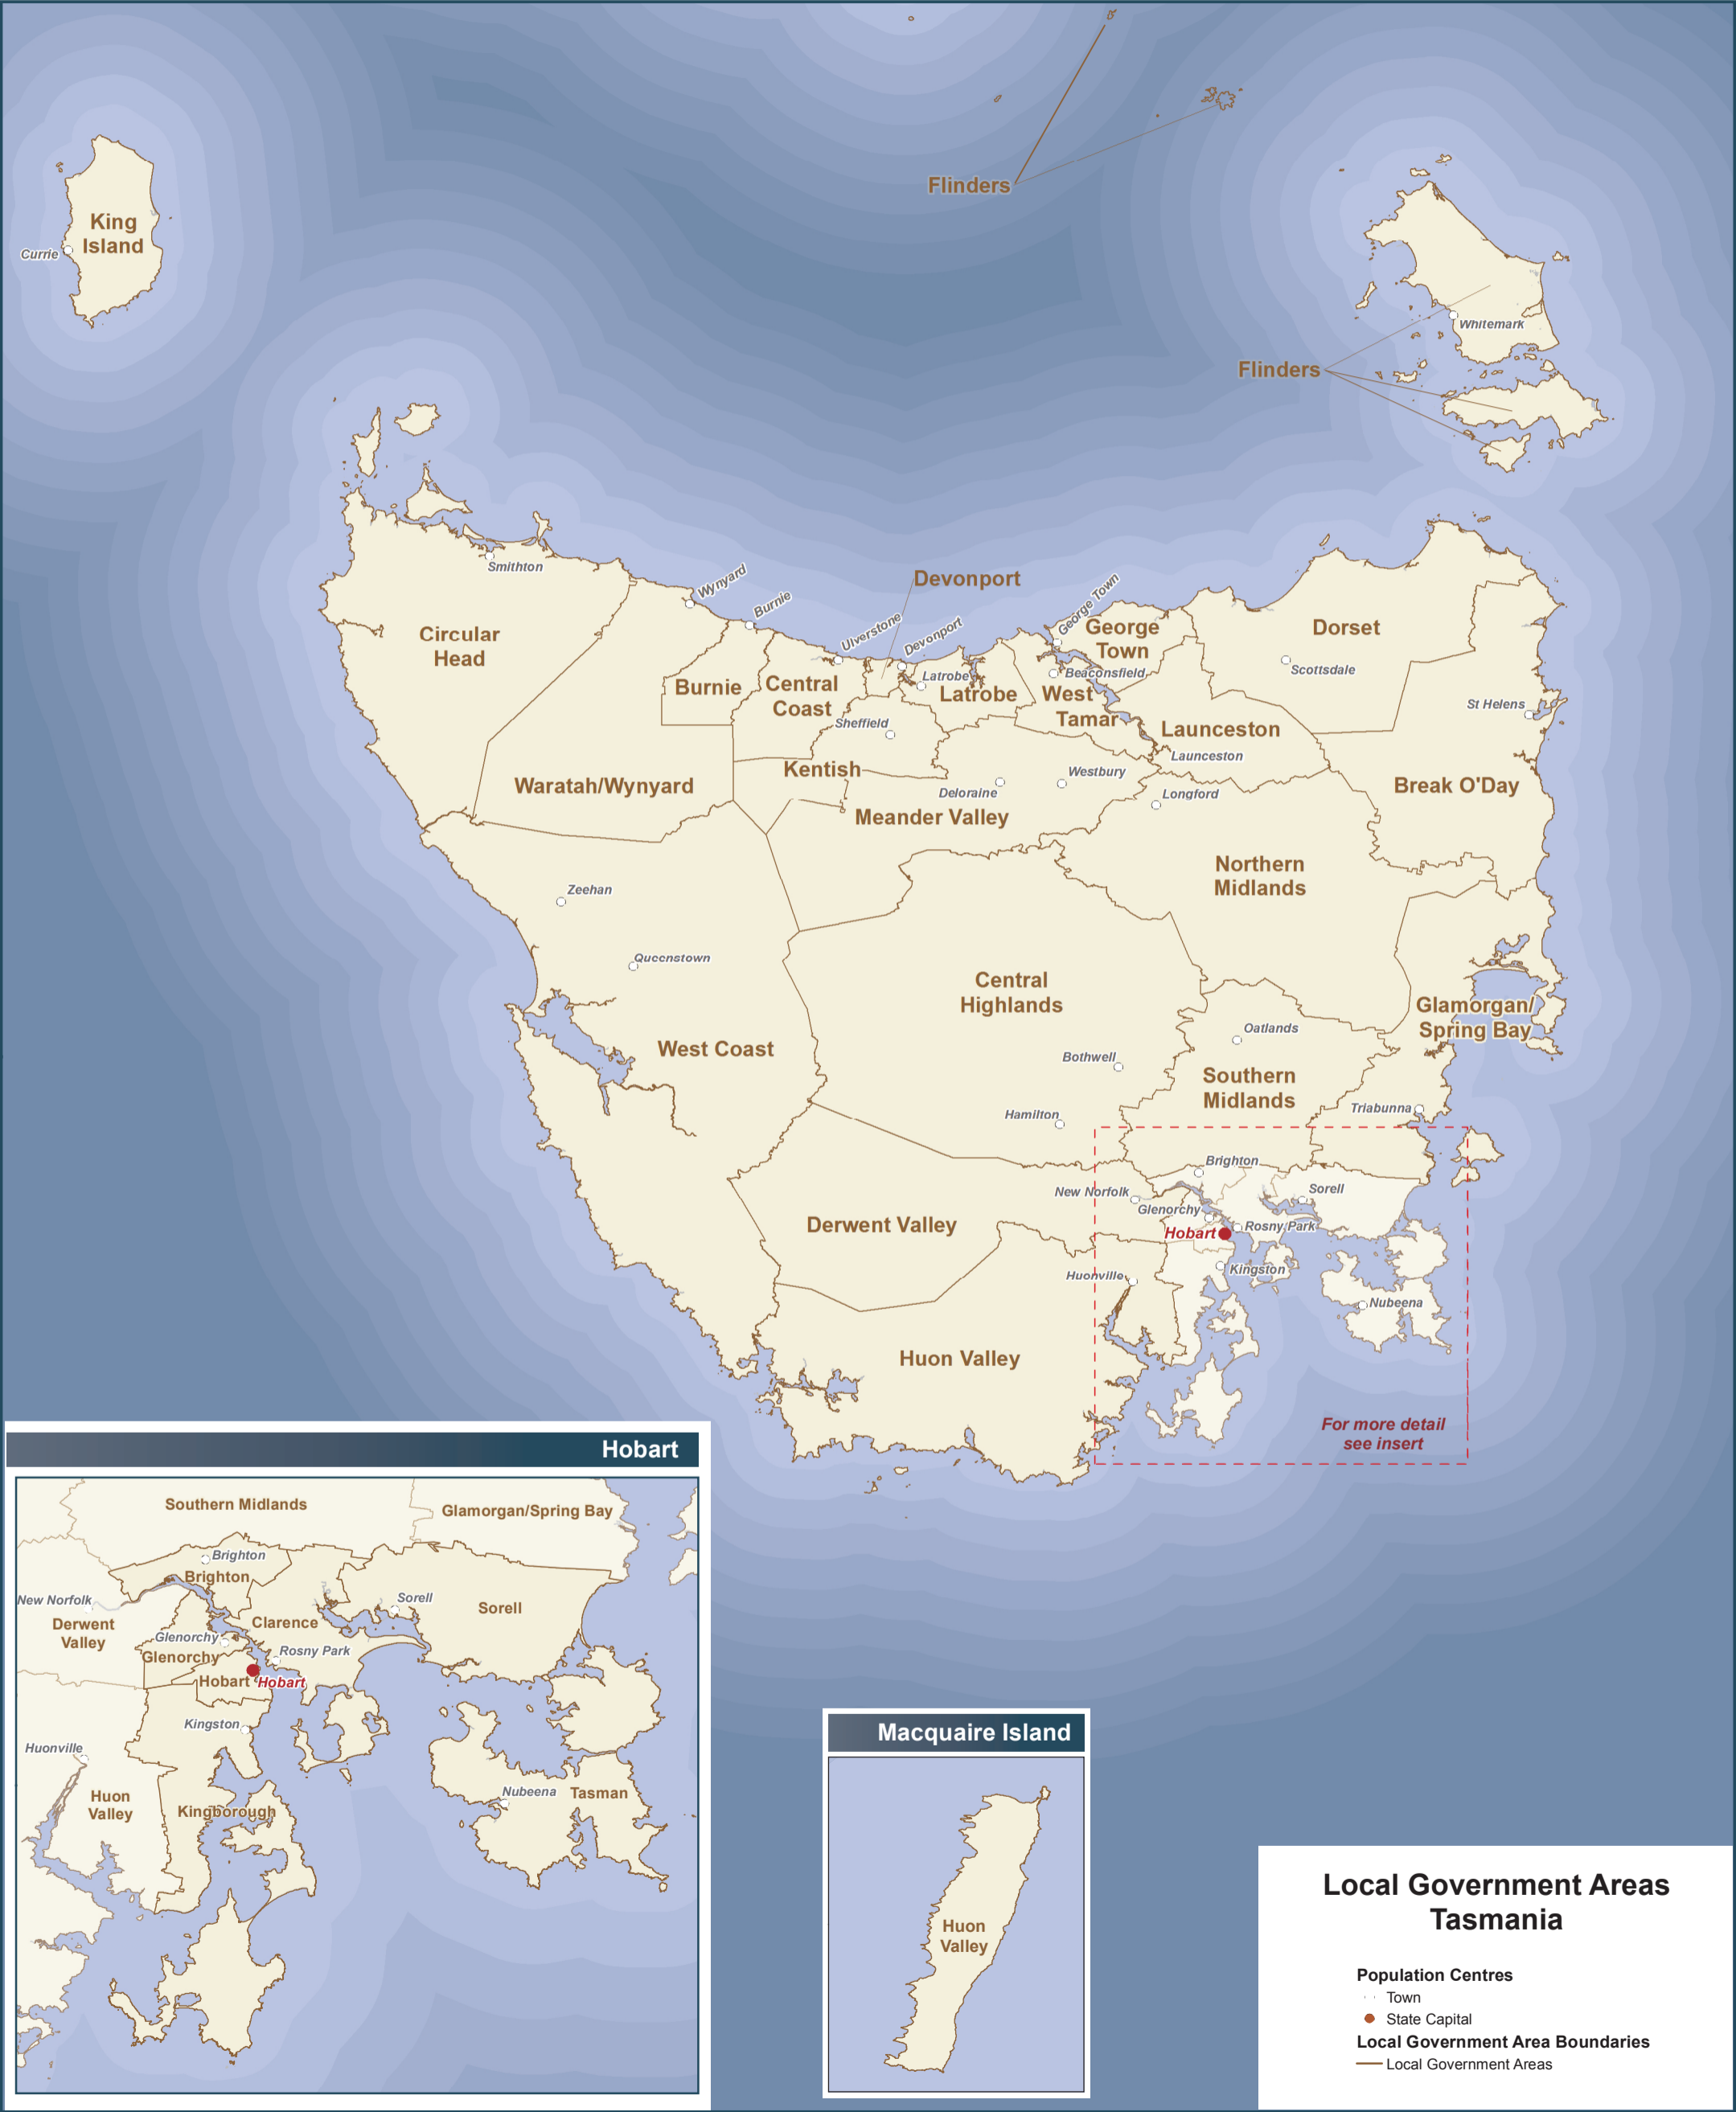 Flinders
King
Island
Currie
Whitemark
Flinders
Smithton
Wynyard
Burnie
Devonport
Ulverstone
Devonport
George Town
Circular
Head
George
Town
Dorset
Scottsdale
Burnie
Central
Coast
Latrobe
Latrobe
Beaconsfield
West
Tamar
St Helens
Sheffield
Launceston
Launceston
Waratah/Wynyard
Kentish
Westbury
Deloraine
Longford
Break O'Day
Meander Valley
Zeehan
Northern
Midlands
Queenstown
Central
Highlands
Glamorgan/
Spring Bay
West Coast
Oatlands
Bothwell
Southern
Midlands
Hamilton
Triabunna
Brighton
New Norfolk
Sorell
Glenorchy
Derwent Valley
Hobart
Rosny Park
Huonville
Kingston
Nubeena
Huon Valley
For more detail
see insert
Hobart
Southern Midlands
Glamorgan/Spring Bay
Brighton
Brighton
New Norfolk
Sorell
Sorell
Derwent
Valley
Clarence
Glenorchy
Glenorchy
Rosny Park
Hobart
Hobart
Kingston
Huonville
Huon
Valley
Kingborough
Nubeena
Tasman
Macquaire Island
Huon
Valley
Local Government Areas
Tasmania
Population Centres
Town
State Capital
Local Government Area Boundaries
Local Government Areas